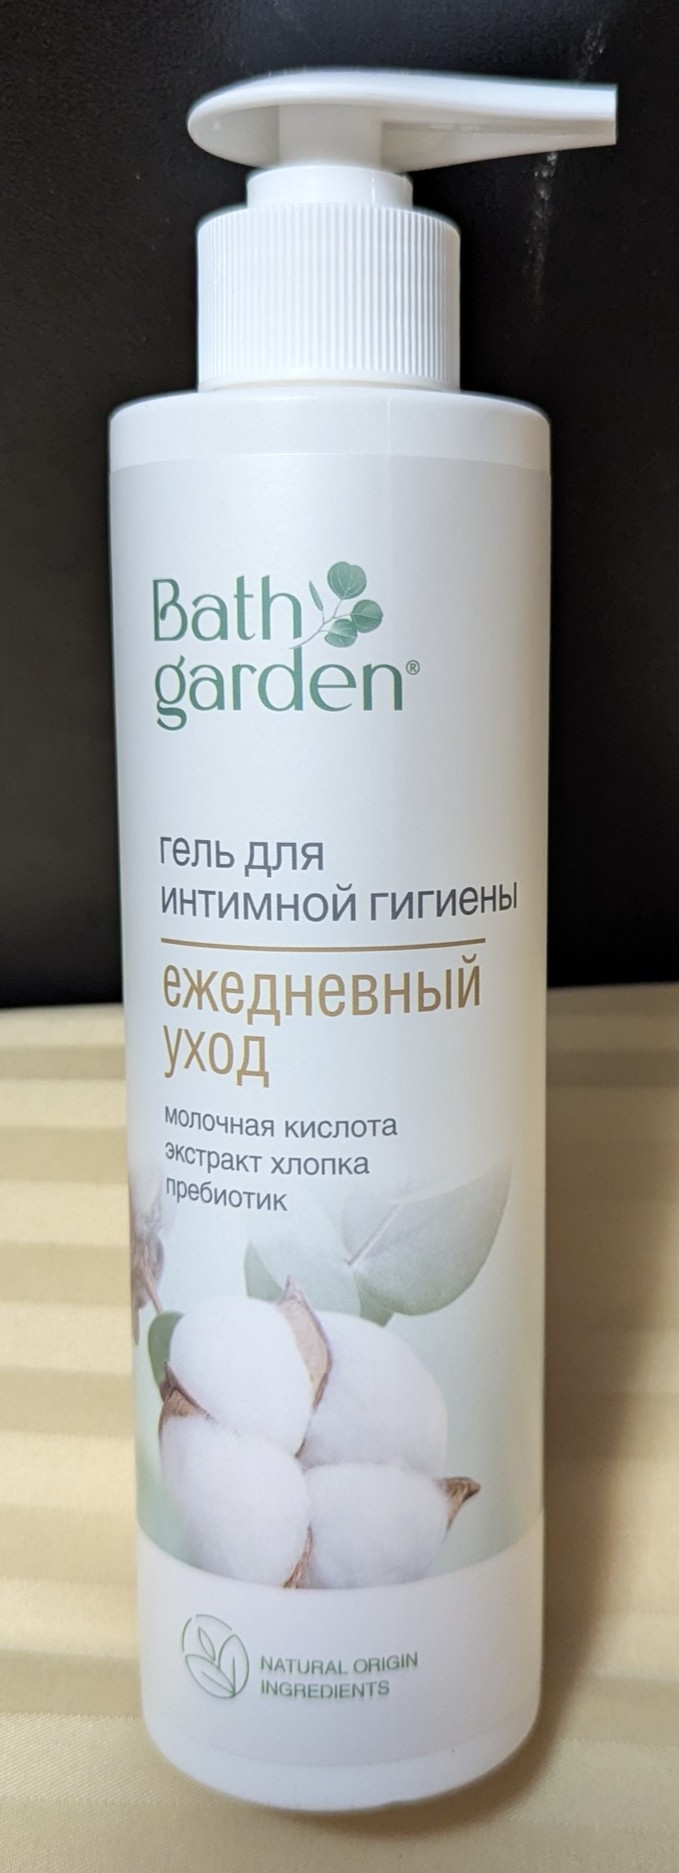 Bath
garden®
гель для
интимной гигиены
ежедневный
уход
молочная кислота
экстракт хлопка
пребиотик
NATURAL ORIGIN
INGREDIENTS